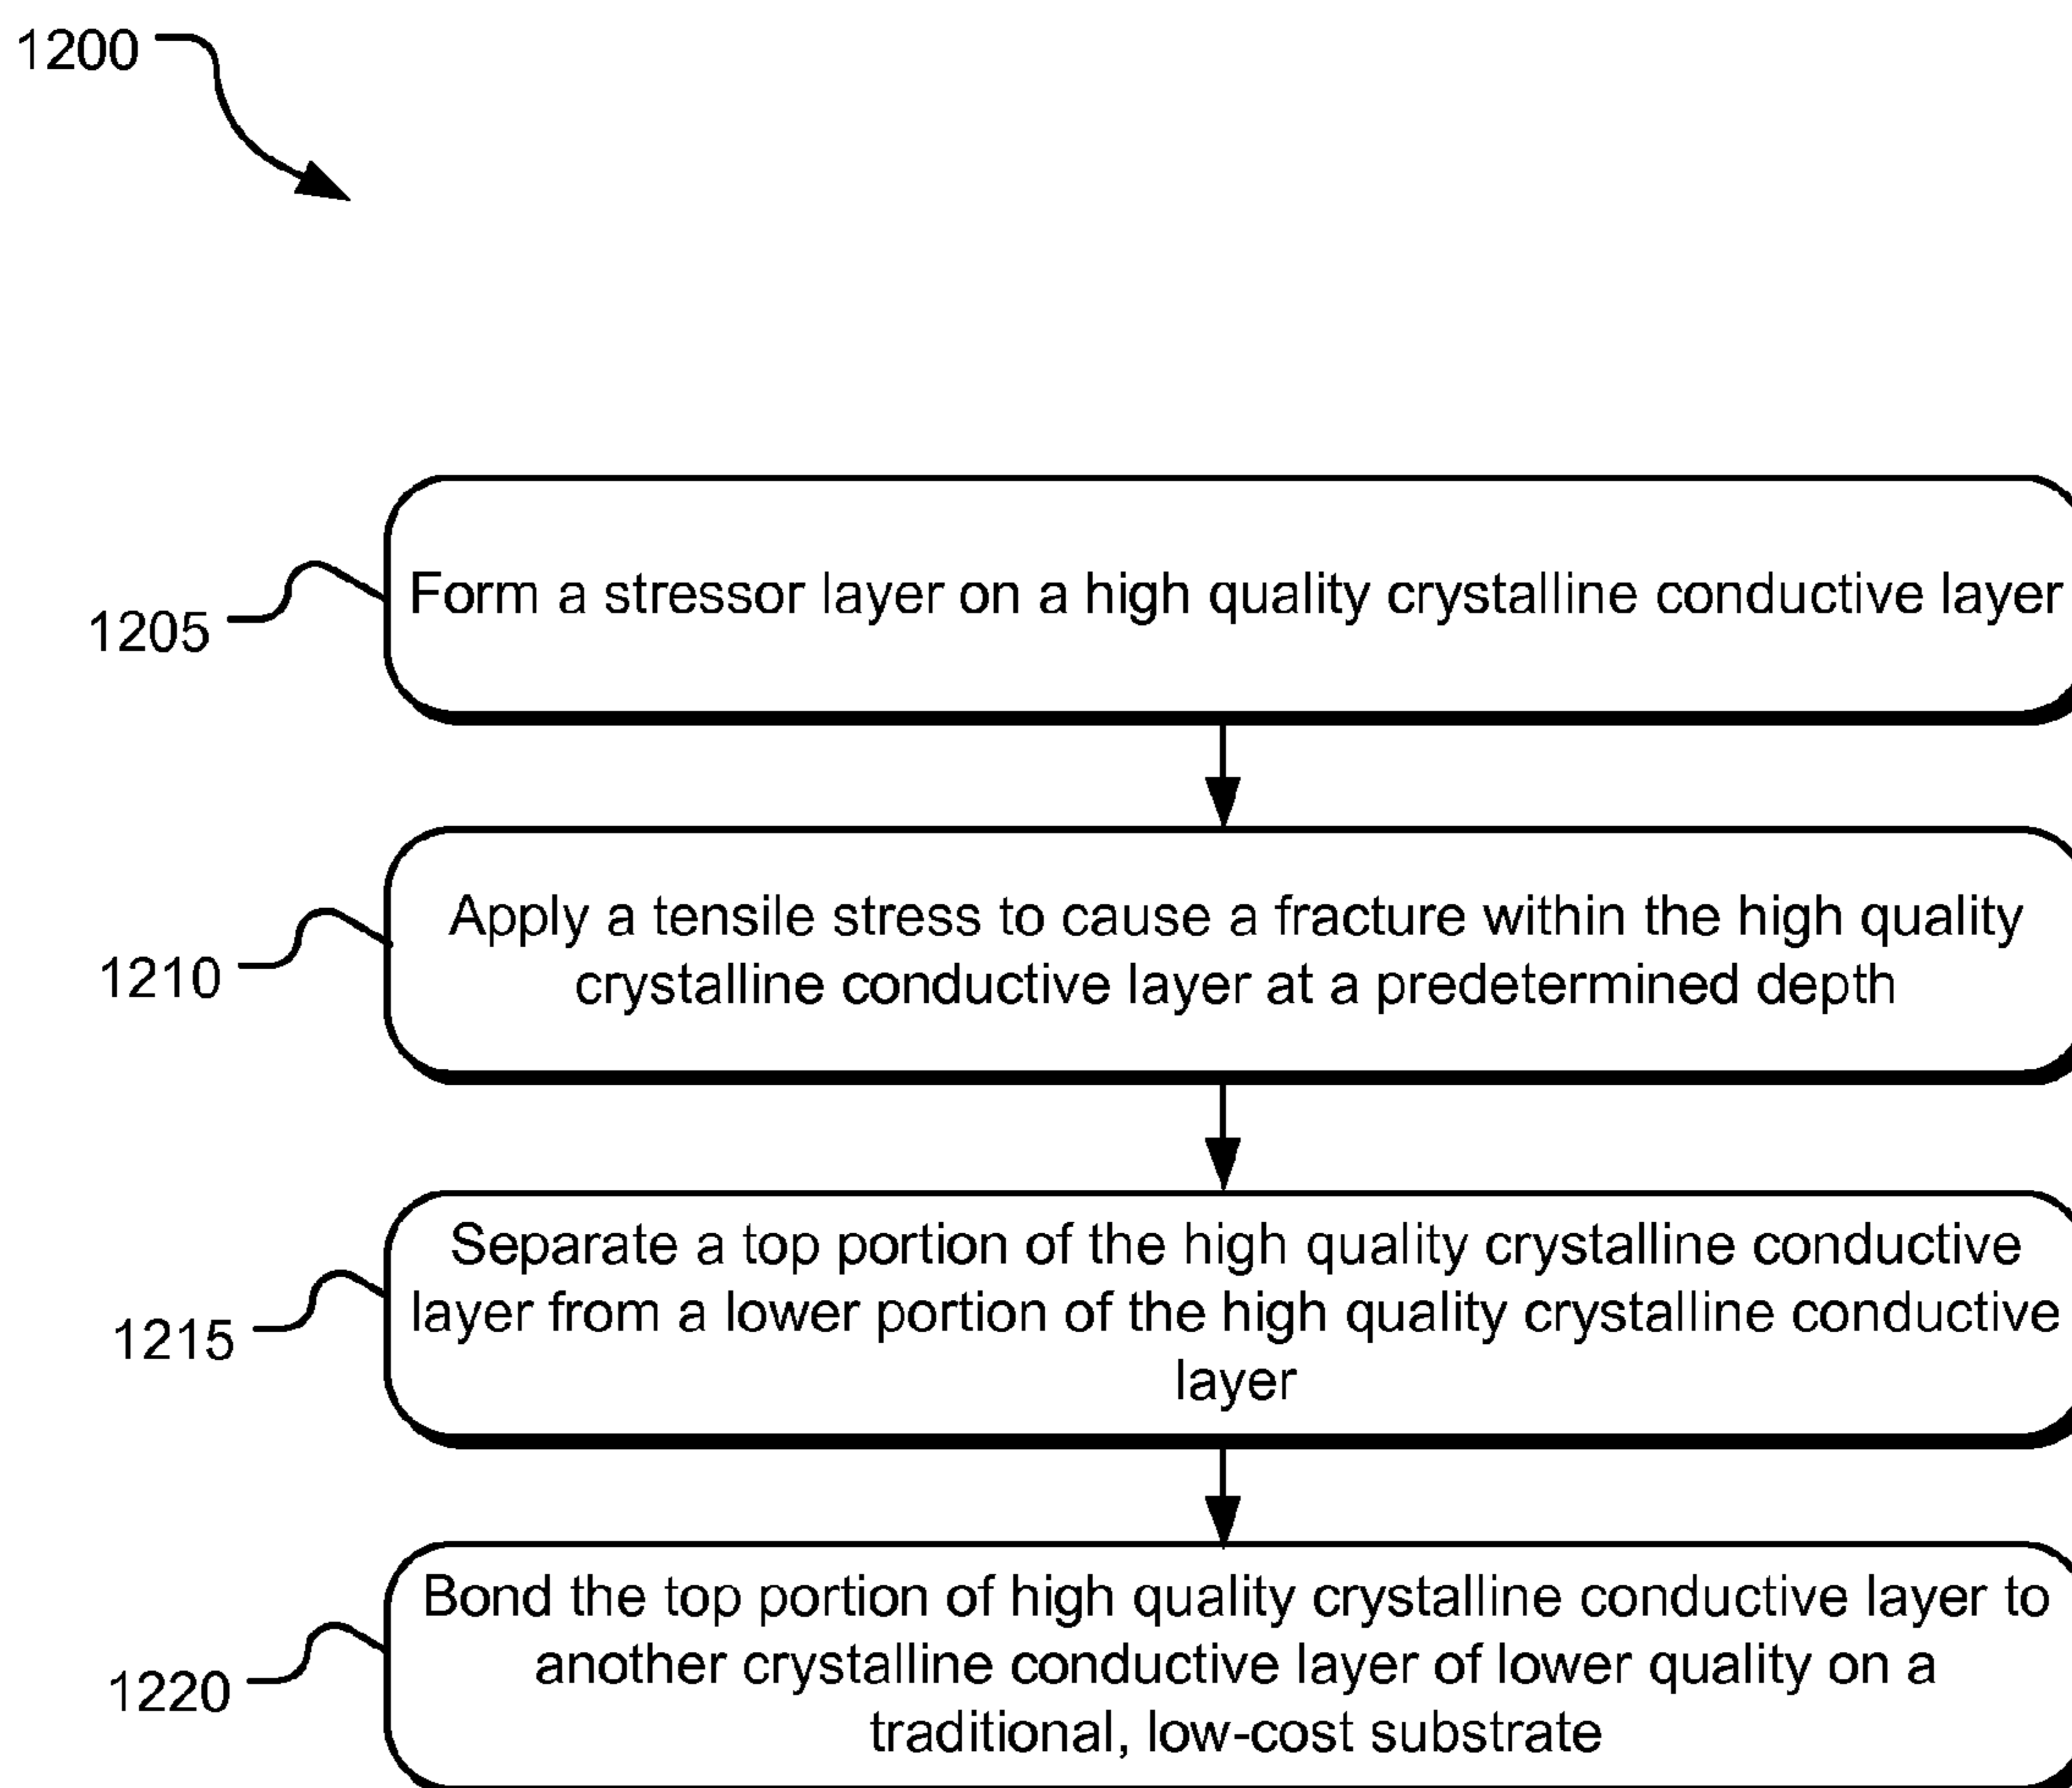 1200
1205
Form a stressor layer on a high quality crystalline conductive layer
1210
Apply a tensile stress to cause a fracture within the high quality
crystalline conductive layer at a predetermined depth
1215
Separate a top portion of the high quality crystalline conductive
layer from a lower portion of the high quality crystalline conductive
layer
1220
Bond the top portion of high quality crystalline conductive layer to
another crystalline conductive layer of lower quality on a
traditional, low-cost substrate